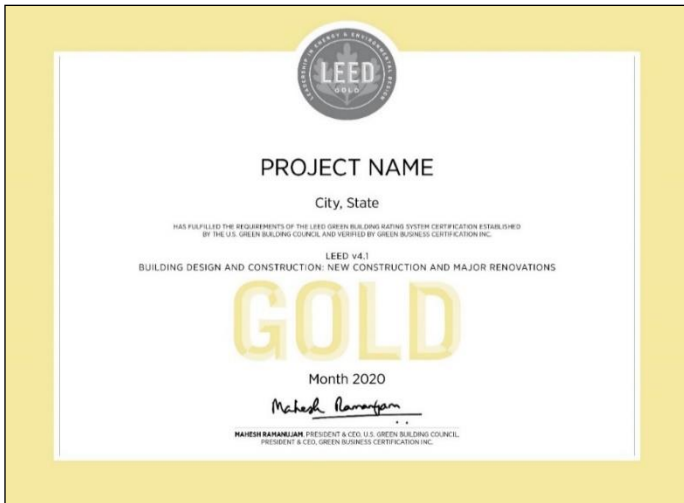 LEADERSHIP IN ENERGY & ENVIRONMENTAL DESIGN
LEED
GOLD
PROJECT NAME
City, State
HAS FULFILLED THE REQUIREMENTS OF THE LEED GREEN BUILDING RATING SYSTEM CERTIFICATION ESTABLISHED
BY THE U.S. GREEN BUILDING COUNCIL AND VERIFIED BY GREEN BUSINESS CERTIFICATION INC.
LEED v4.1
BUILDING DESIGN AND CONSTRUCTION: NEW CONSTRUCTION AND MAJOR RENOVATIONS
GOLD
Month 2020
Mahesh Ramanujam
MAHESH RAMANUJAM, PRESIDENT & CEO, U.S. GREEN BUILDING COUNCIL
PRESIDENT & CEO, GREEN BUSINESS CERTIFICATION INC.